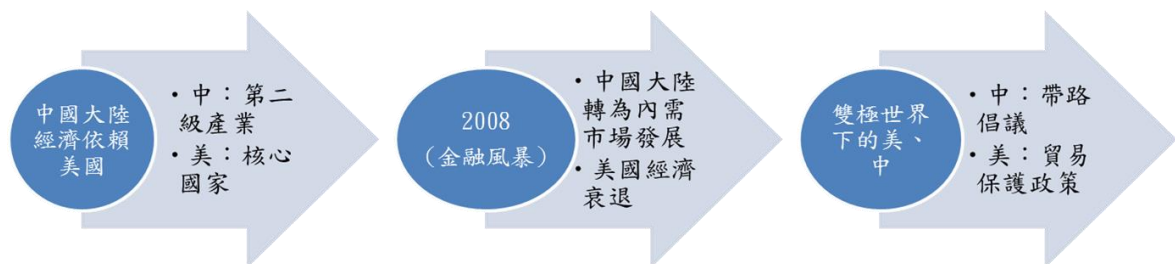 中國大陸
經濟依賴
美國
・中：第二
級產業
・美：核心
國家
2008
(金融風暴)
・中國大陸
轉為內需
市場發展
・美國經濟
衰退
雙極世界
下的美、
中
・中：帶路
倡議
・美：貿易
保護政策